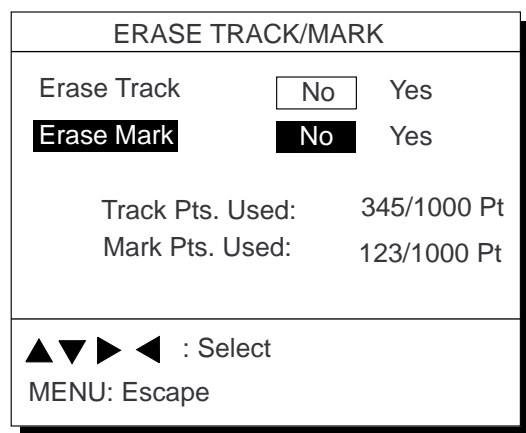 ERASE TRACK/MARK
Erase Track No Yes
Erase Mark No Yes
Track Pts. Used: 345/1000 Pt
Mark Pts. Used: 123/1000 Pt
▲▼▶◀ : Select
MENU: Escape